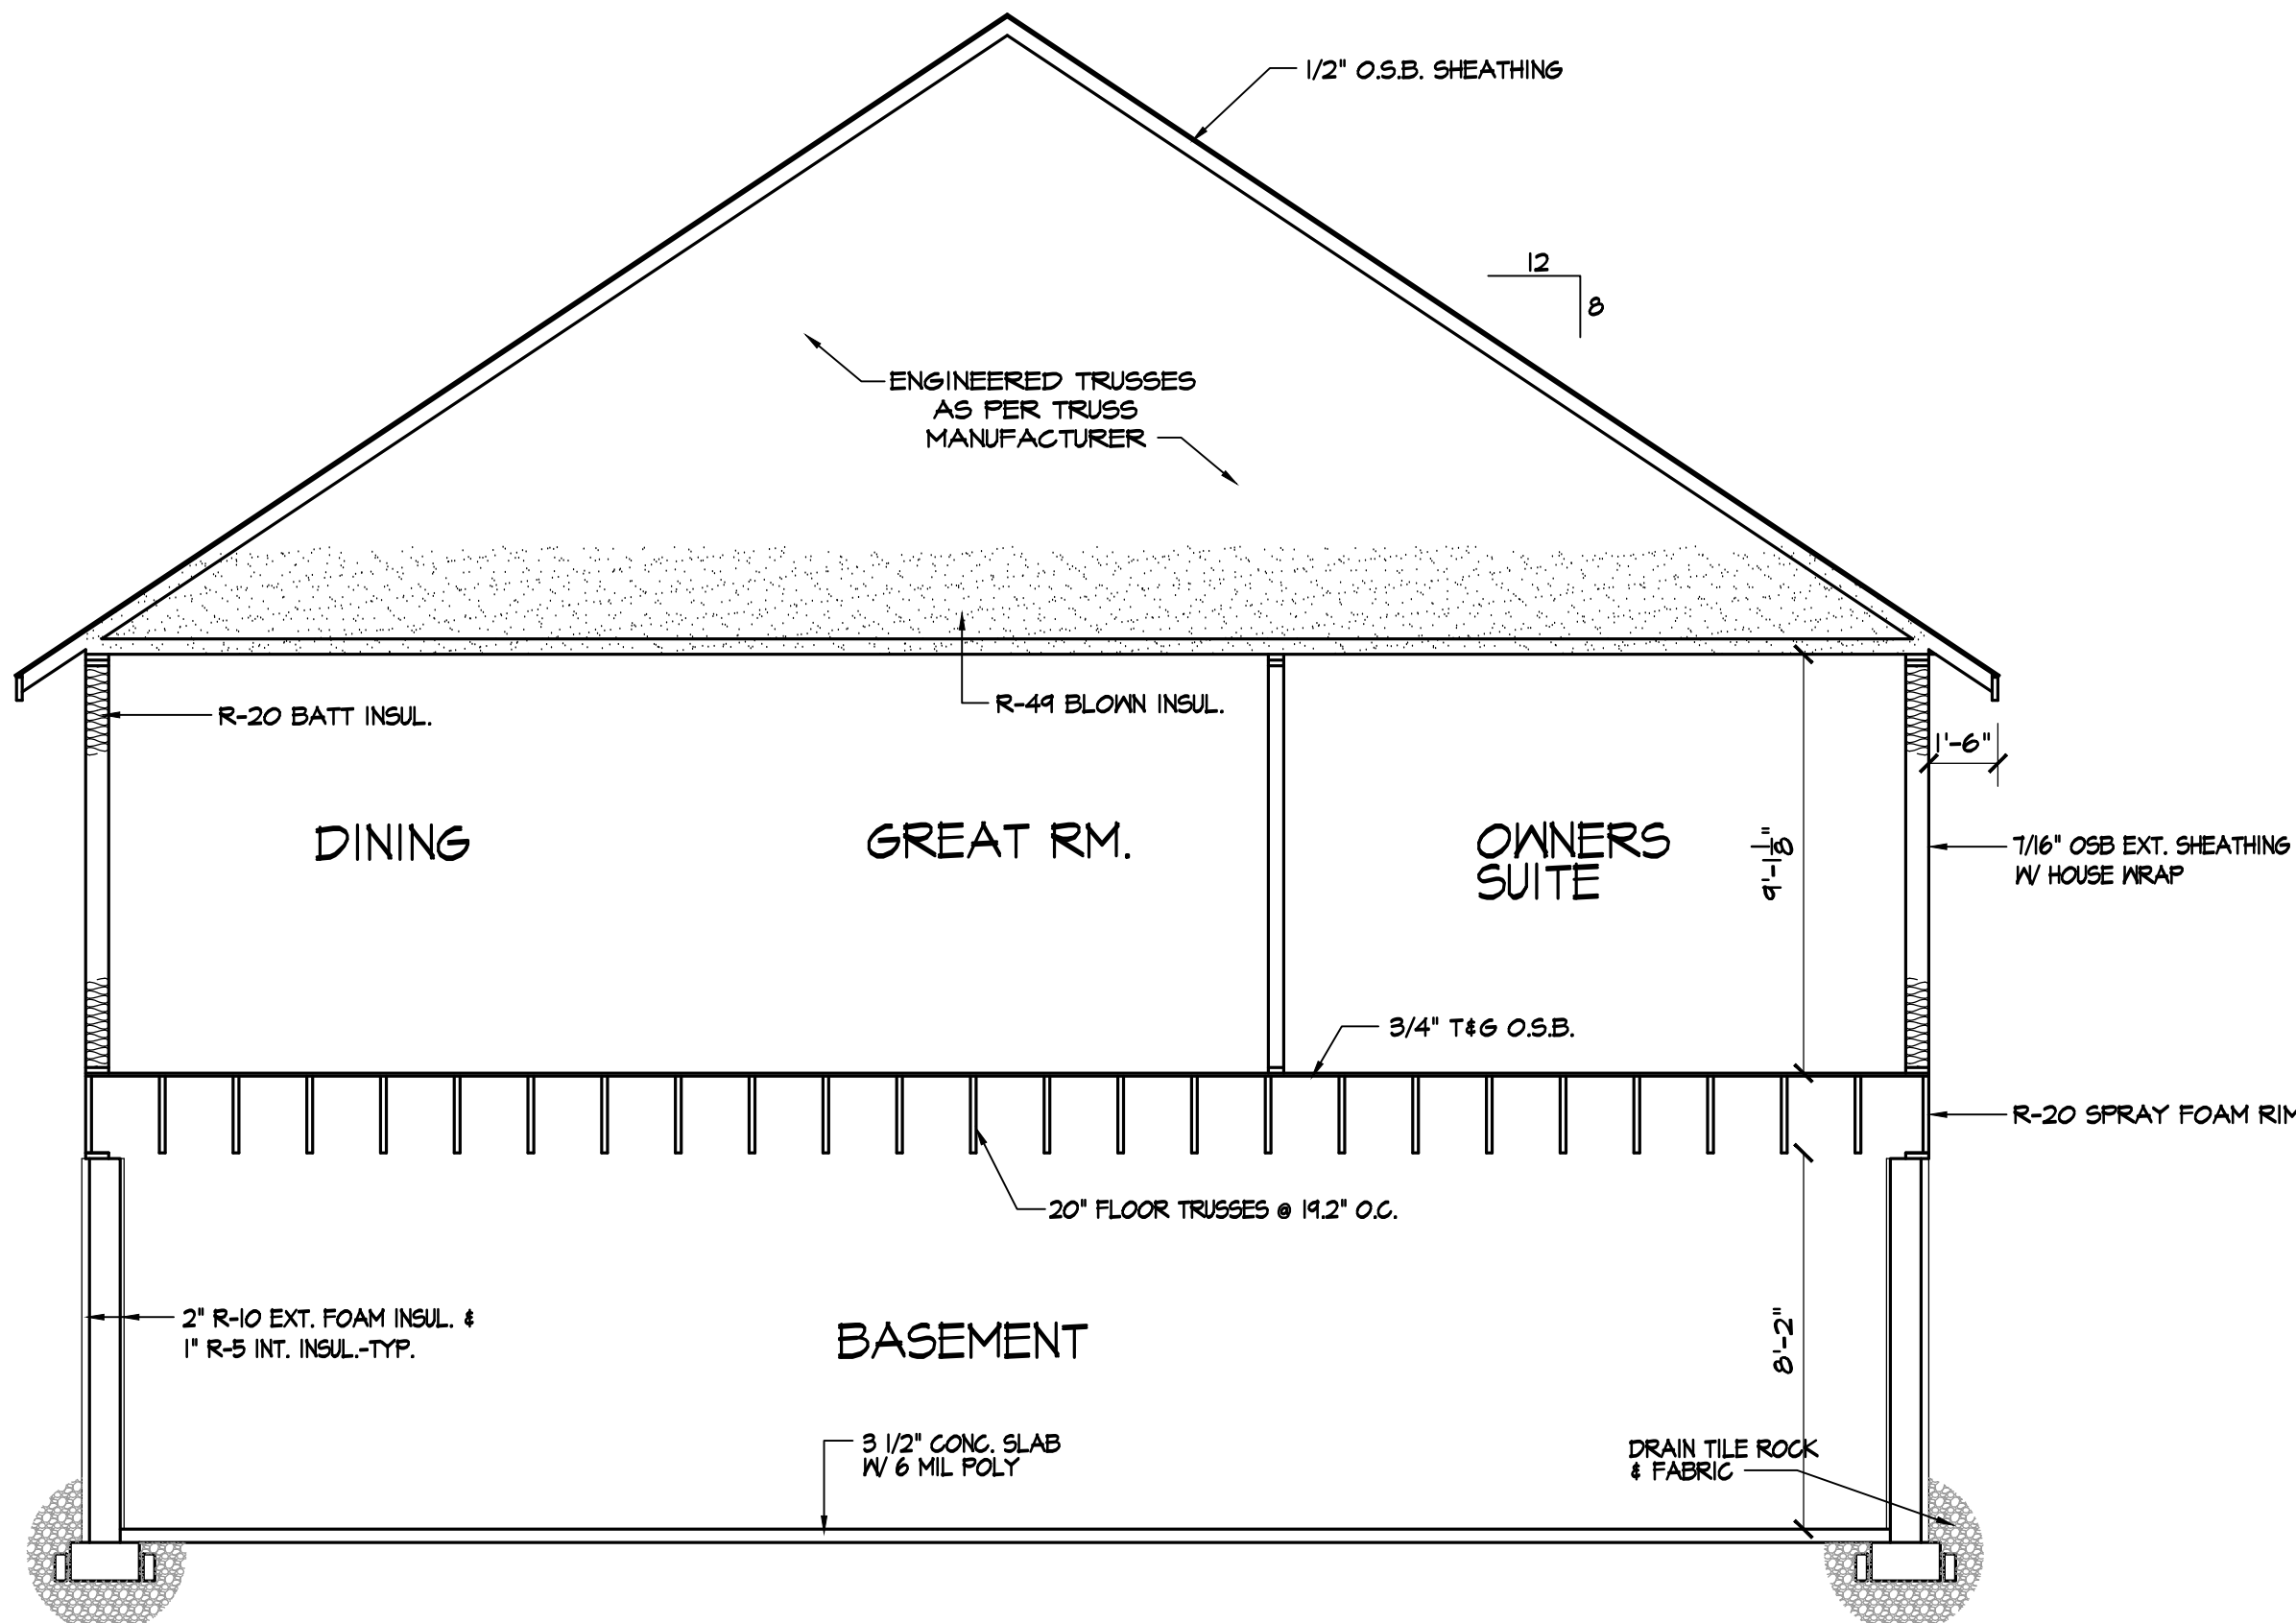 1/2" O.S.B. SHEATHING
12
8
ENGINEERED TRUSSES
AS PER TRUSS
MANUFACTURER
R-20 BATT INSUL.
R-49 BLOWN INSUL.
1'-6"
DINING
GREAT RM.
OWNERS
SUITE
9'-1 1/8"
7/16" OSB EXT. SHEATHING
W/ HOUSE WRAP
3/4" T&G O.S.B.
R-20 SPRAY FOAM RIM
20" FLOOR TRUSSES @ 19.2" O.C.
2" R-10 EXT. FOAM INSUL. &
1" R-5 INT. INSUL.-TYP.
BASEMENT
8'-2"
3 1/2" CONC. SLAB
W/ 6 MIL POLY
DRAIN TILE ROCK
& FABRIC